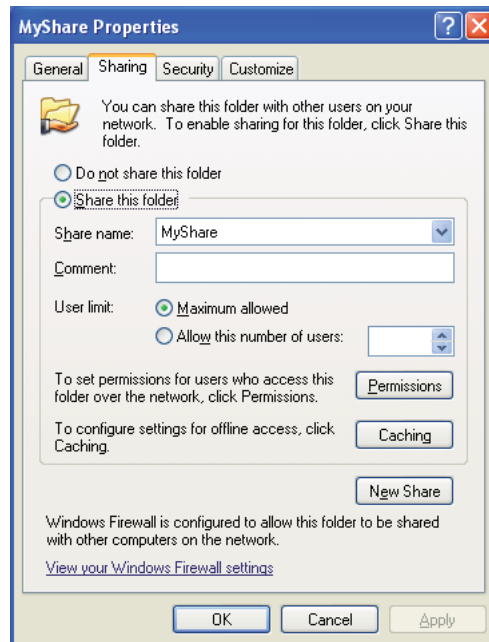 MyShare Properties
General Sharing Security Customize
You can share this folder with other users on your
network. To enable sharing for this folder, click Share this
folder.
Do not share this folder
Share this folder
Share name: MyShare
Comment:
User limit: Maximum allowed
Allow this number of users:
To set permissions for users who access this
folder over the network, click Permissions.
Permissions
To configure settings for offline access, click
Caching.
Caching
New Share
Windows Firewall is configured to allow this folder to be shared
with other computers on the network.
View your Windows Firewall settings
OK Cancel Apply